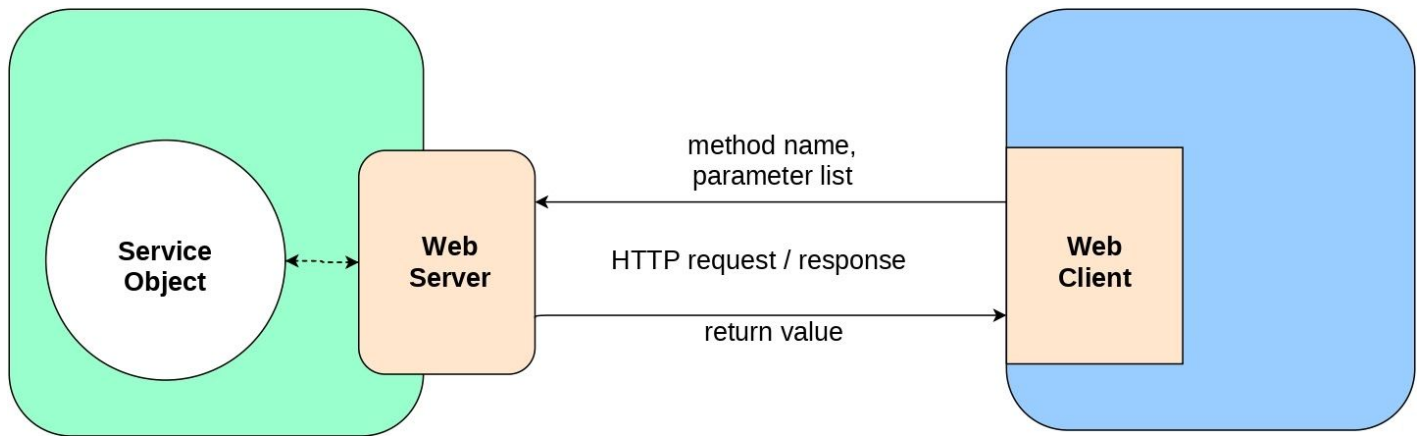 Service
Object
Web
Server
method name,
parameter list
HTTP request / response
return value
Web
Client